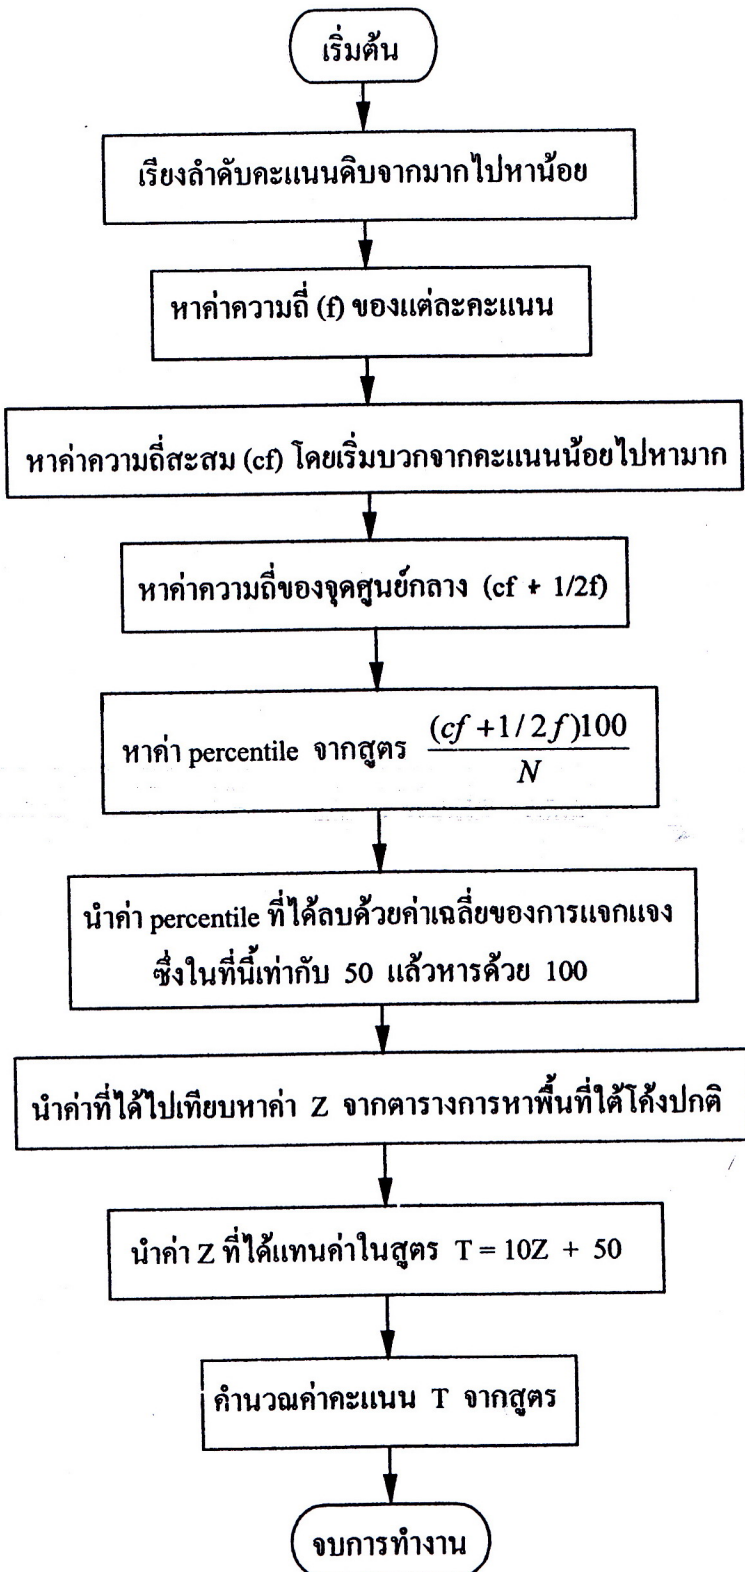 เริ่มต้น
เรียงลำดับคะแนนดิบจากมากไปหาน้อย
หาค่าความถี่ (f) ของแต่ละคะแนน
หาค่าความถี่สะสม (cf) โดยเริ่มบวกจากคะแนนน้อยไปหามาก
หาค่าความถี่ของจุดศูนย์กลาง (cf + 1/2f)
หาค่า percentile จากสูตร (cf +1/2f)100 / N
นำค่า percentile ที่ได้ลบด้วยค่าเฉลี่ยของการแจกแจง
ซึ่งในที่นี้เท่ากับ 50 แล้วหารด้วย 100
นำค่าที่ได้ไปเทียบหาค่า Z จากตารางการหาพื้นที่ใต้โค้งปกติ
นำค่า Z ที่ได้แทนค่าในสูตร T = 10Z + 50
คำนวณค่าคะแนน T จากสูตร
จบการทำงาน